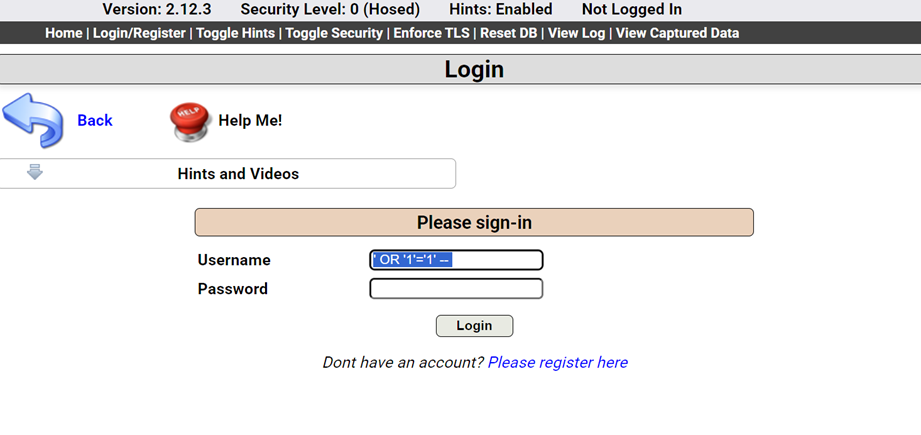 Version: 2.12.3 Security Level: 0 (Hosed) Hints: Enabled Not Logged In
Home | Login/Register | Toggle Hints | Toggle Security | Enforce TLS | Reset DB | View Log | View Captured Data
Login
Back HELP Help Me!
Hints and Videos
Please sign-in
Username ' OR '1'='1' --
Password
Login
Dont have an account? Please register here